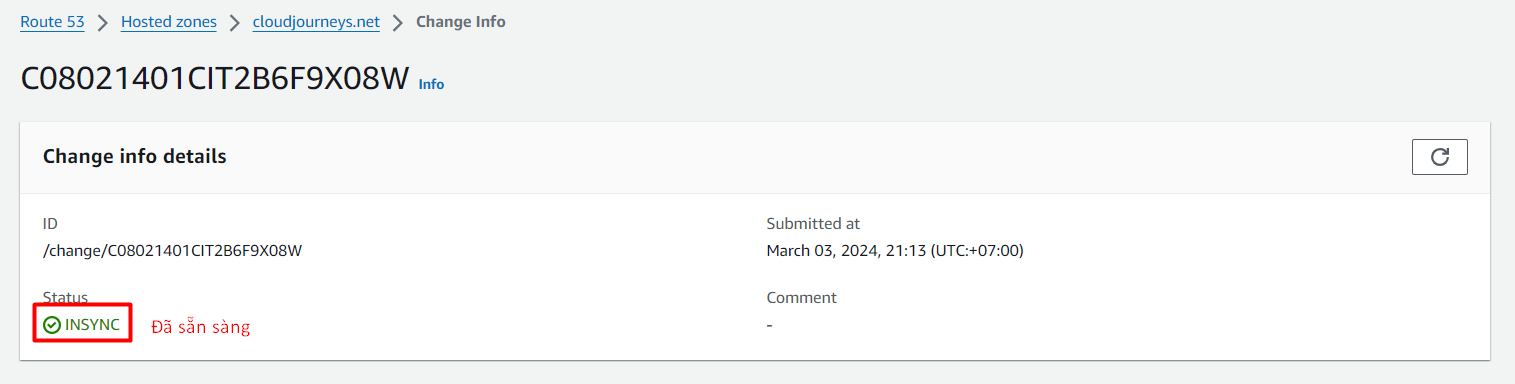 Route 53 > Hosted zones > cloudjourneys.net > Change Info
C08021401CIT2B6F9X08W Info
Change info details
ID
/change/C08021401CIT2B6F9X08W
Submitted at
March 03, 2024, 21:13 (UTC:+07:00)
Status
INSYNC Đã sẵn sàng
Comment
-